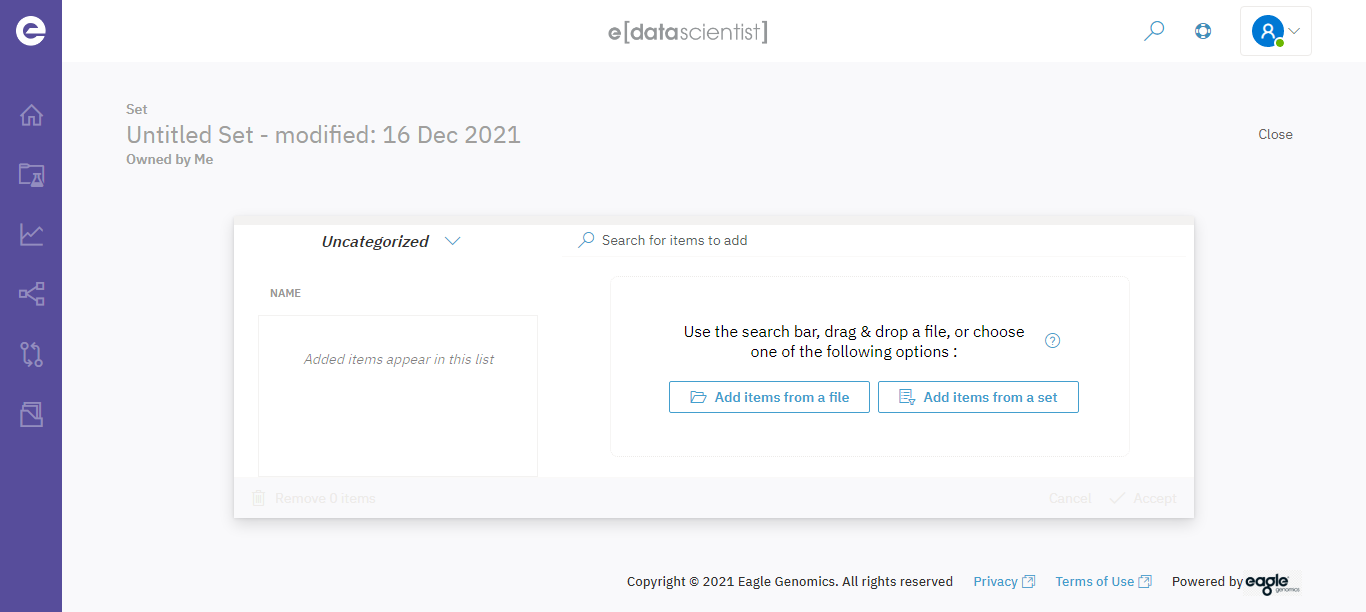 e[datascientist]
Set
Untitled Set - modified: 16 Dec 2021
Close
Owned by Me
Uncategorized
Search for items to add
NAME
Added items appear in this list
Use the search bar, drag & drop a file, or choose
one of the following options :
?
Add items from a file
Add items from a set
Remove 0 items
Cancel
Accept
Copyright © 2021 Eagle Genomics. All rights reserved
Privacy
Terms of Use
Powered by eagle genomics